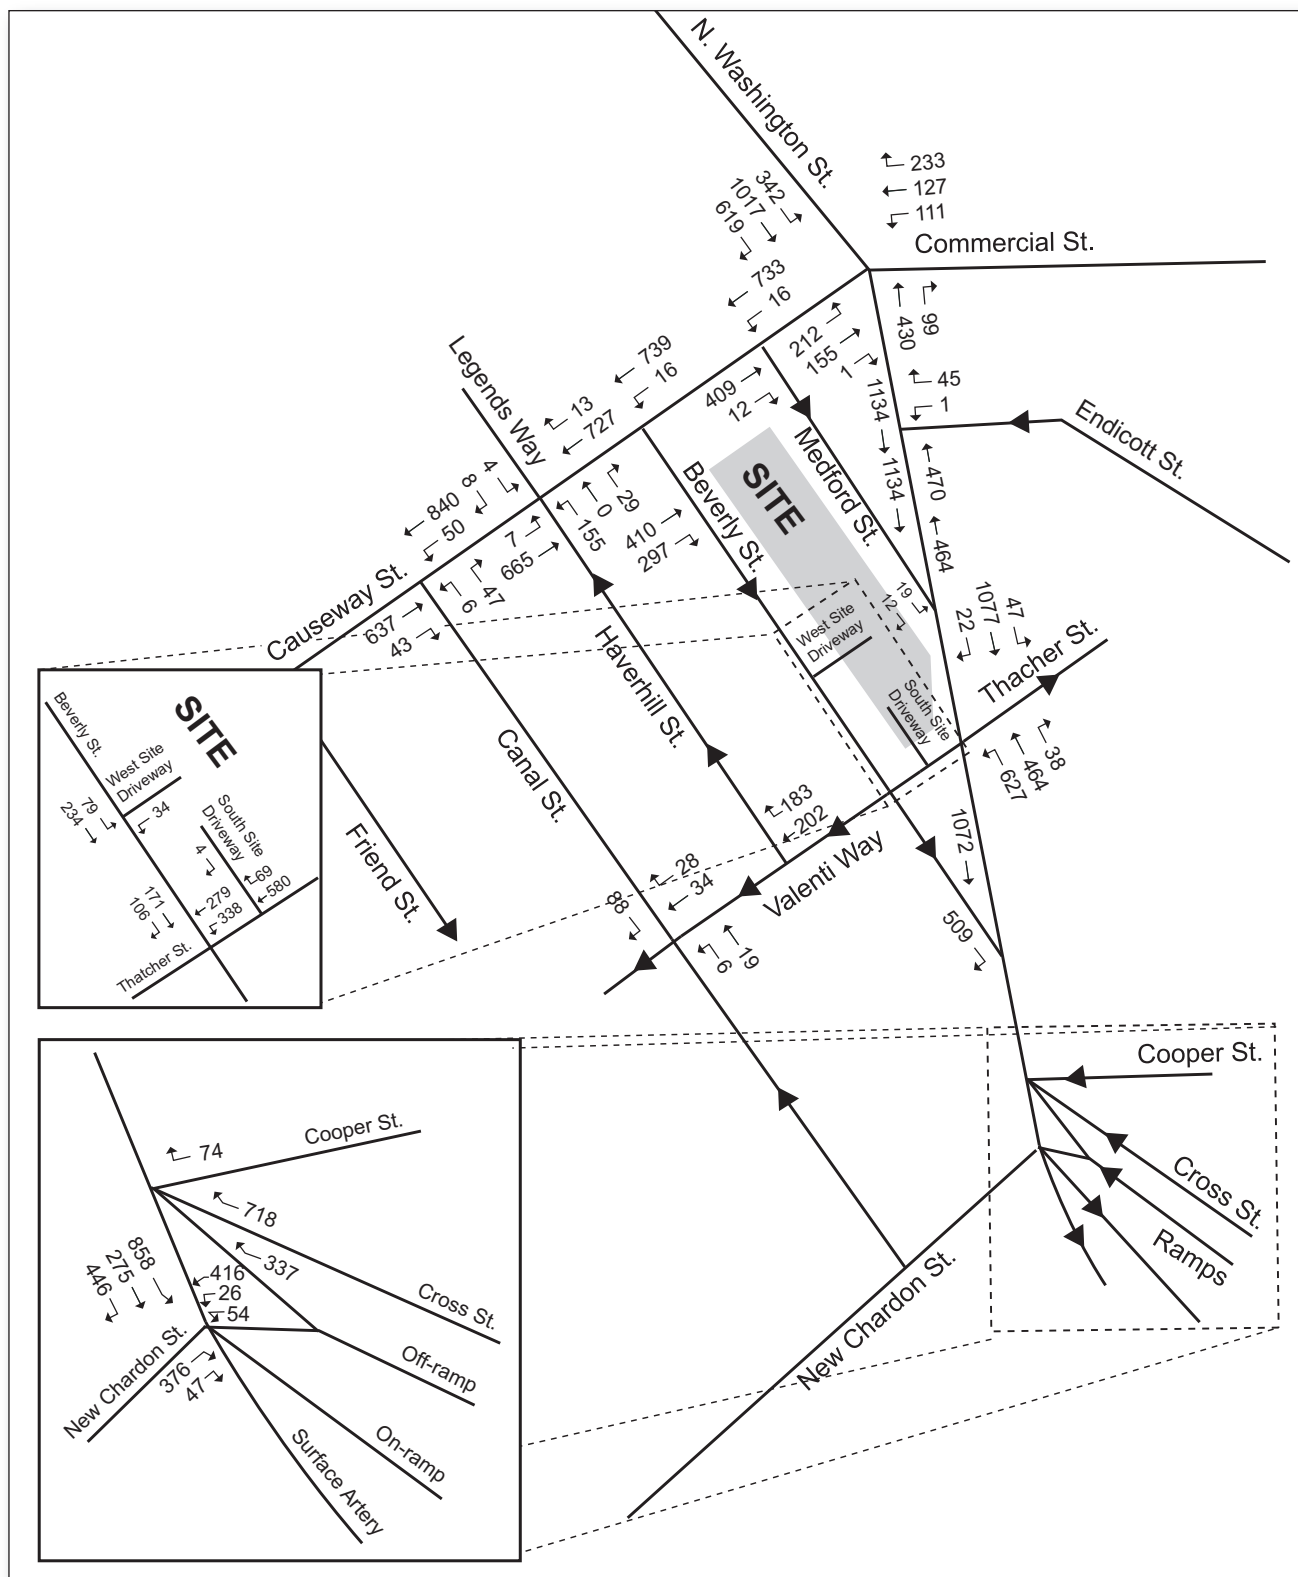 N. Washington St.
233
127
111
Commercial St.
342
1017
619
733
16
212
155
1
430
99
45
1
Endicott St.
1134
1134
470
464
Legends Way
739
16
13
727
409
12
Medford St.
SITE
Beverly St.
4
8
840
50
7
665
155
0
29
410
297
Causeway St.
637
43
6
47
19
12
22
1077
47
Thacher St.
West Site
Driveway
South Site
Driveway
627
464
38
Haverhill St.
Canal St.
183
202
Valenti Way
28
34
88
6
19
1072
509
Friend St.
Beverly St.
SITE
West Site
Driveway
79
234
34
South Site
Driveway
4
69
580
279
338
171
106
Thatcher St.
Cooper St.
Cross St.
Ramps
New Chardon St.
Cooper St.
74
718
337
858
275
446
416
26
54
Cross St.
Off-ramp
On-ramp
New Chardon St.
376
47
Surface Artery